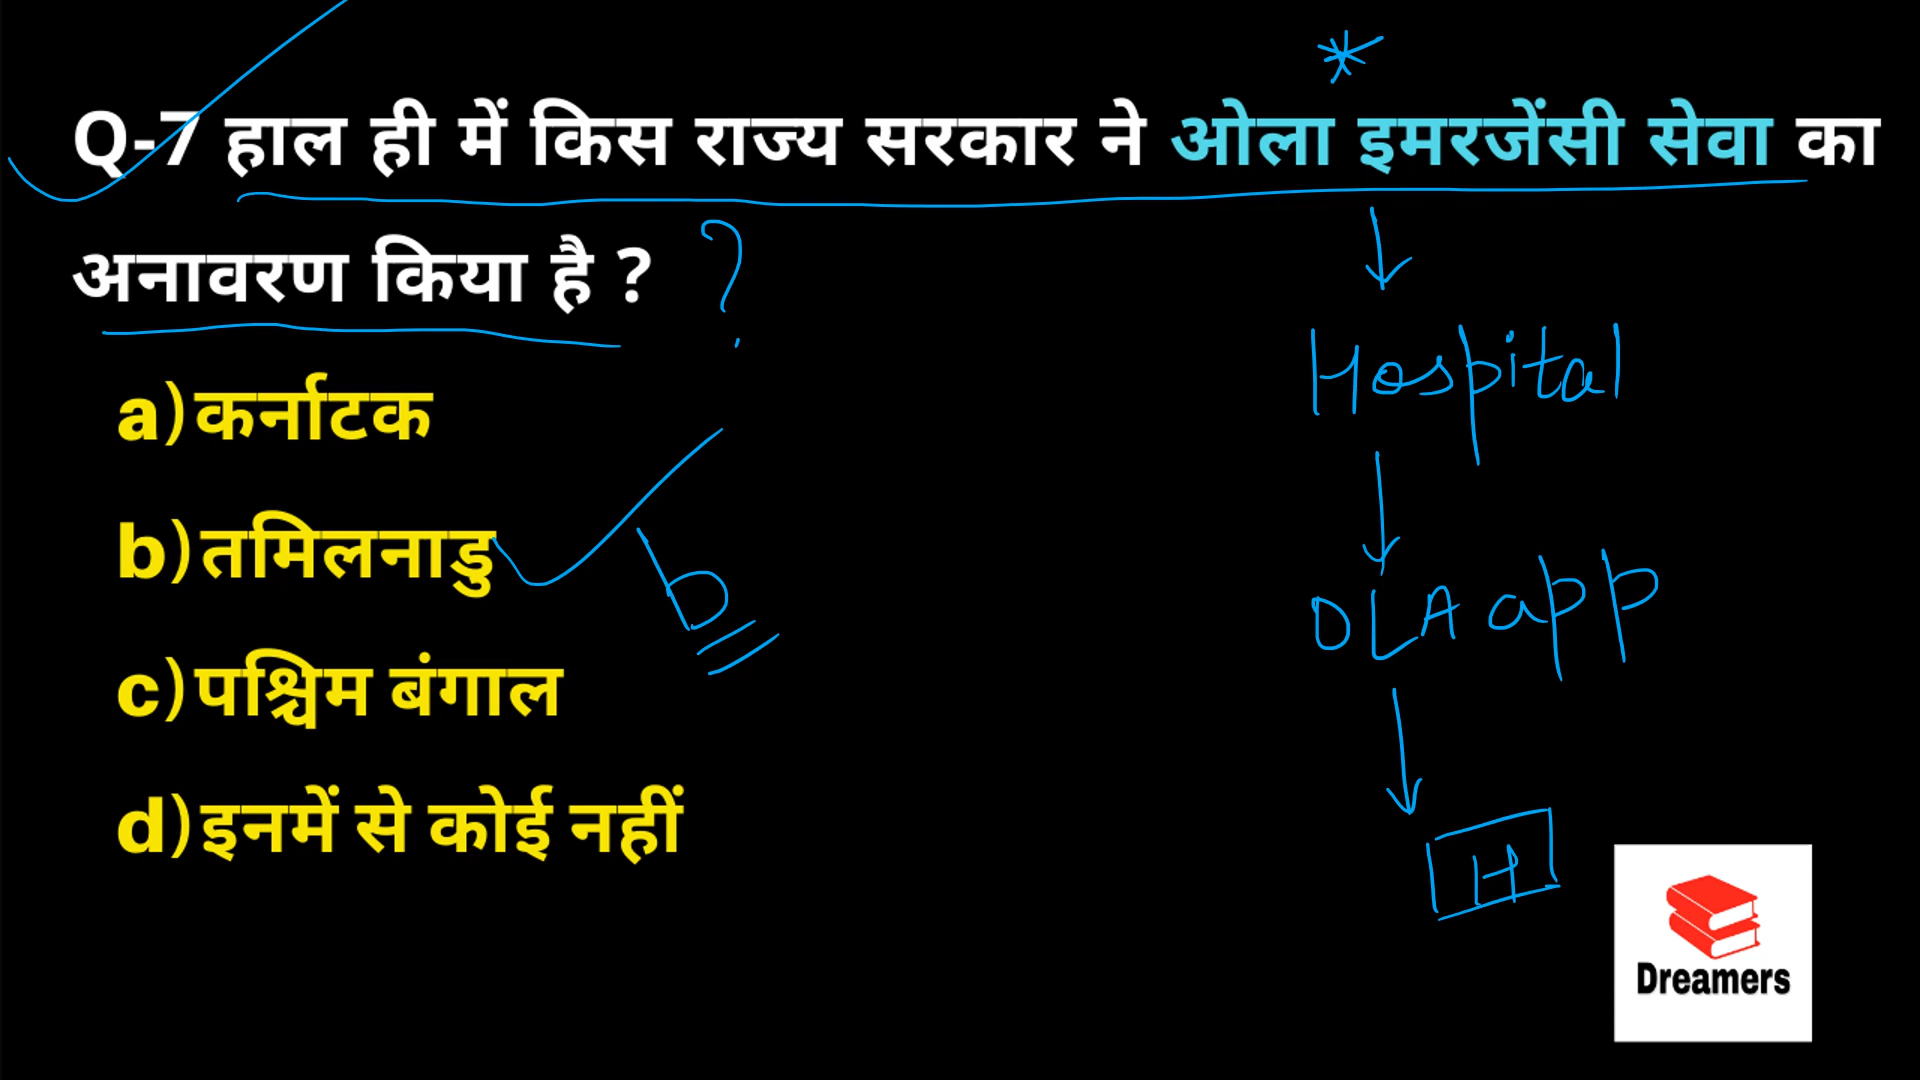 Q-7 हाल ही में किस राज्य सरकार ने ओला इमरजेंसी सेवा का
अनावरण किया है ?
?
a)कर्नाटक
b)तमिलनाडु
b
c)पश्चिम बंगाल
d)इनमें से कोई नहीं
*
Hospital
OLA app
H
Dreamers